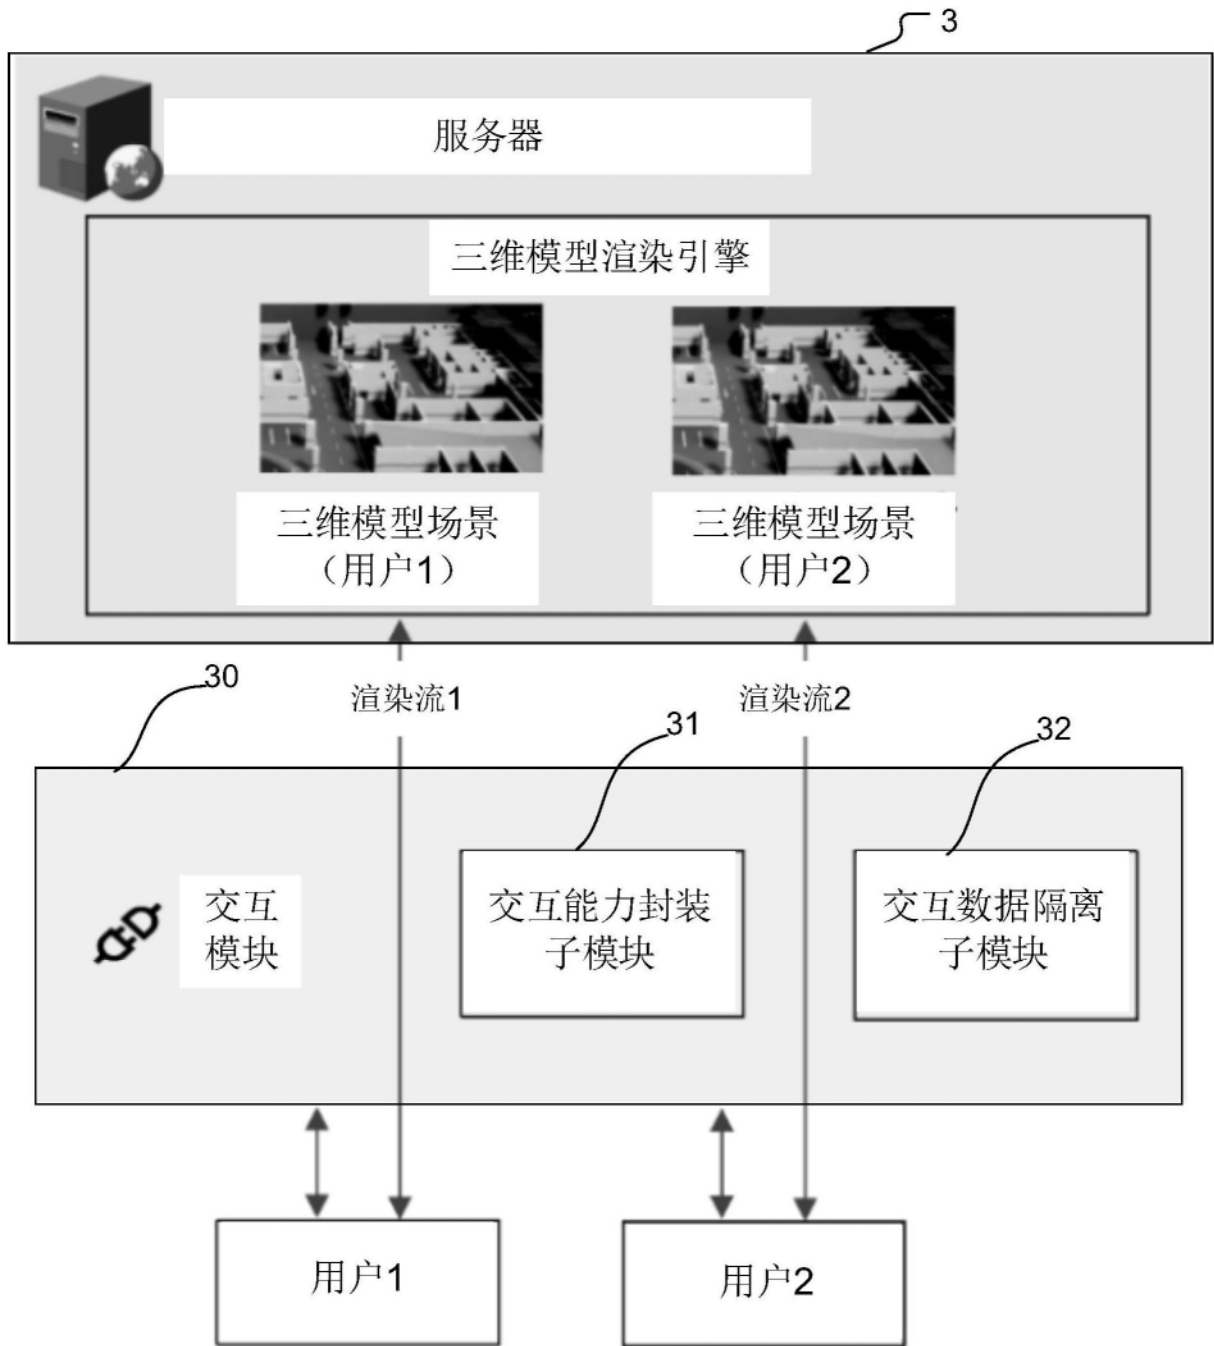 3
服务器
三维模型渲染引擎
三维模型场景
（用户1）
三维模型场景
（用户2）
30
渲染流1
渲染流2
31
32
交互
模块
交互能力封装
子模块
交互数据隔离
子模块
用户1
用户2